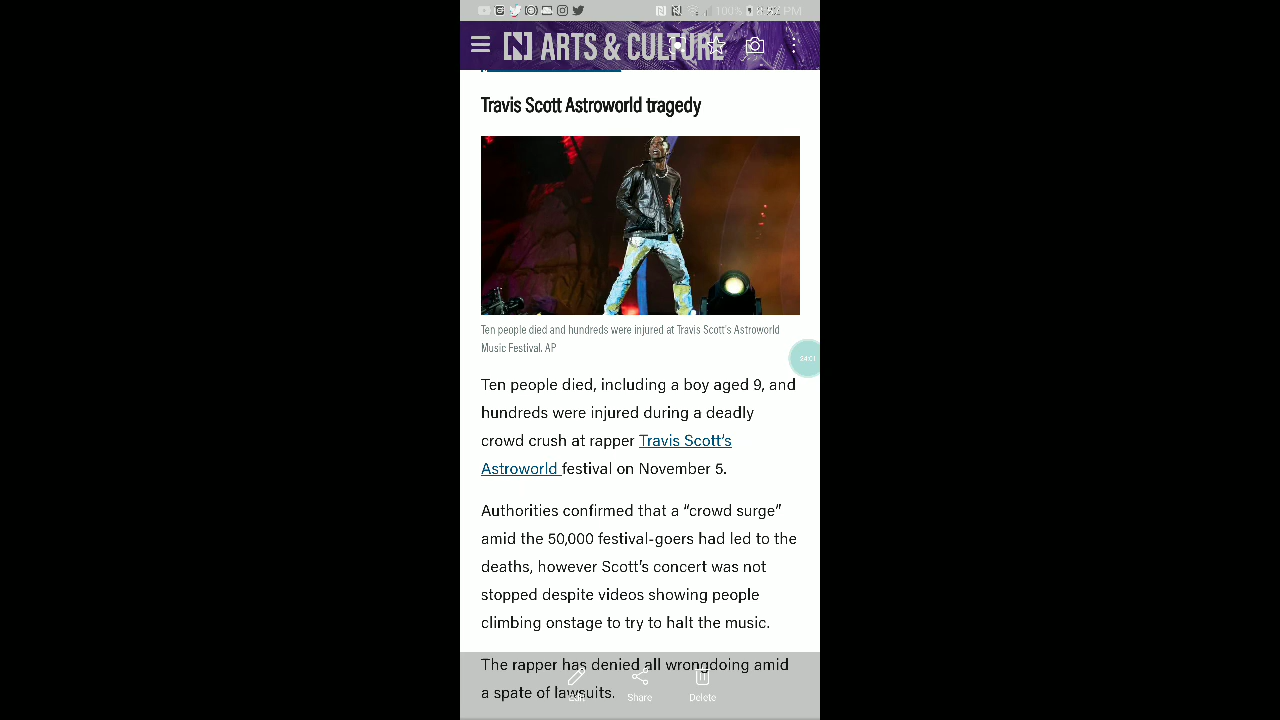 100%
N ARTS & CULTURE
Travis Scott Astroworld tragedy
Ten people died and hundreds were injured at Travis Scott's Astroworld
Music Festival. AP
24:01
Ten people died, including a boy aged 9, and
hundreds were injured during a deadly
crowd crush at rapper Travis Scott's
Astroworld festival on November 5.
Authorities confirmed that a “crowd surge”
amid the 50,000 festival-goers had led to the
deaths, however Scott's concert was not
stopped despite videos showing people
climbing onstage to try to halt the music.
The rapper has denied all wrongdoing amid
a spate of lawsuits.
Edit Share Delete